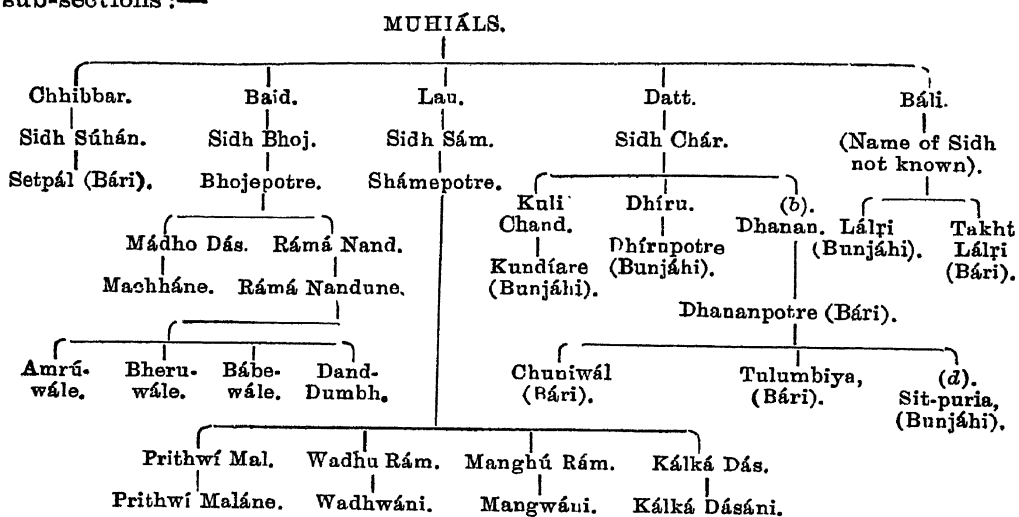 sub-sections:—
MUHIÁLS.
Chhibbar. Baid. Lau. Datt. Báli.
Sidh Súhán. Sidh Bhoj. Sidh Sám. Sidh Chár. (Name of Sidh
not known).
Setpál (Bári). Bhojepotre. Shámepotre.
Kuli Dhíru. (b).
Chand. Dhanan. Lálṛi Takht
Mádho Dás. Rámá Nand. (Bunjáhi). Lálṛi
Dhírupotre (Bári).
Kundíare (Bunjáhi).
(Bunjáhi).
Machháne. Rámá Nandune.
Dhananpotre (Bári).
Amrú- Bheru- Bábe- Dand-
wále. wále. wále. Dumbh.
Chuniwál Tulumbiya, (d).
(Bári). (Bári). Sit-puria,
(Bunjáhi).
Prithwí Mal. Wadhu Rám. Manghú Rám. Kálká Dás.
Prithwí Maláne. Wadhwáni. Mangwáni. Kálká Dásáni.